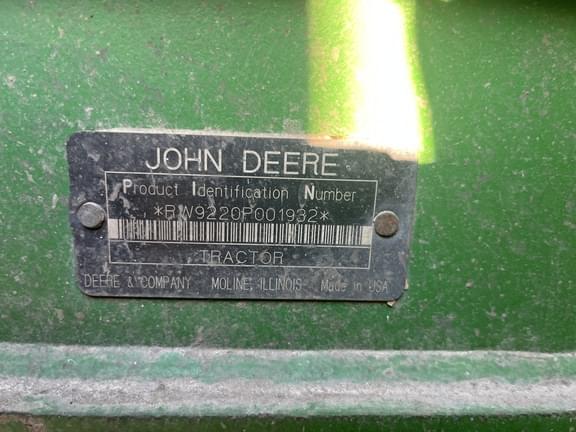 JOHN DEERE
Product Identification Number
*RW9220P001932*
TRACTOR
DEERE & COMPANY MOLINE, ILLINOIS Made in USA